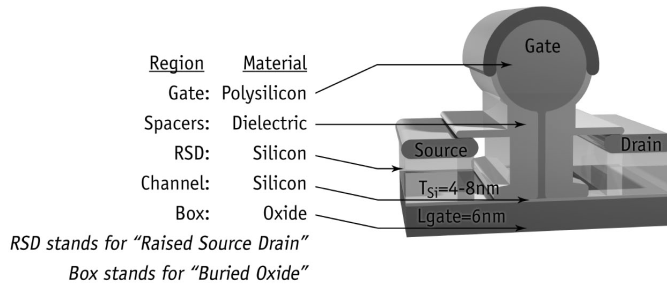 Region Material
Gate: Polysilicon
Spacers: Dielectric
RSD: Silicon
Channel: Silicon
Box: Oxide
RSD stands for “Raised Source Drain”
Box stands for “Buried Oxide”
Gate
Source
Drain
TSi=4-8nm
Lgate=6nm